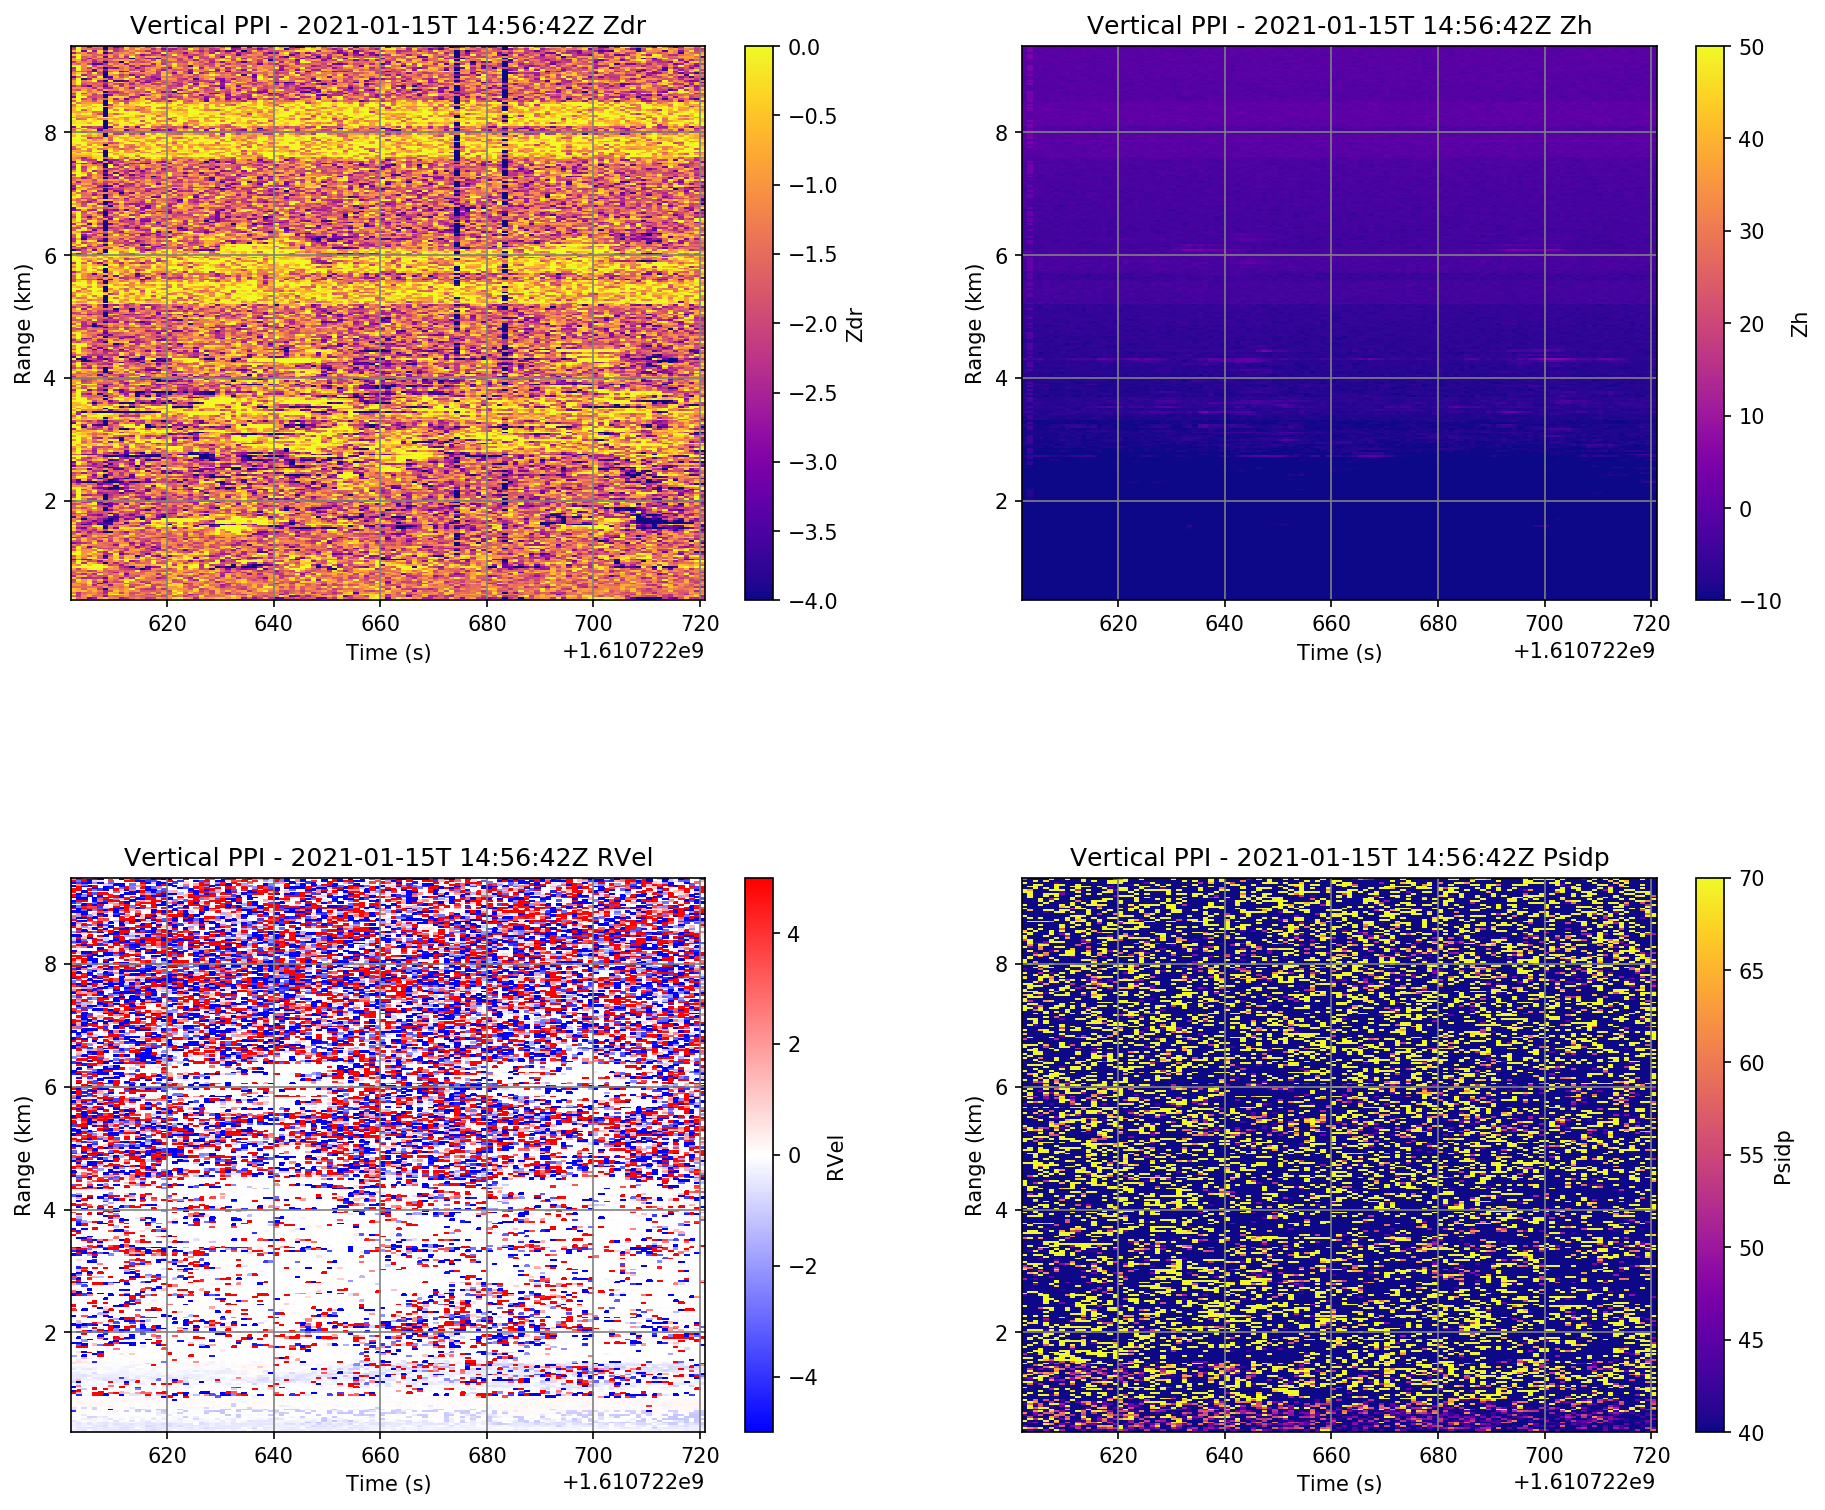 Vertical PPI - 2021-01-15T 14:56:42Z Zdr
8
6
4
2
Range (km)
620 640 660 680 700 720
Time (s)
+1.610722e9
0.0
−0.5
−1.0
−1.5
−2.0
−2.5
−3.0
−3.5
−4.0
Zdr
Vertical PPI - 2021-01-15T 14:56:42Z Zh
8
6
4
2
Range (km)
620 640 660 680 700 720
Time (s)
+1.610722e9
50
40
30
20
10
0
−10
Zh
Vertical PPI - 2021-01-15T 14:56:42Z RVel
8
6
4
2
Range (km)
620 640 660 680 700 720
Time (s)
+1.610722e9
4
2
0
−2
−4
RVel
Vertical PPI - 2021-01-15T 14:56:42Z Psidp
8
6
4
2
Range (km)
620 640 660 680 700 720
Time (s)
+1.610722e9
70
65
60
55
50
45
40
Psidp